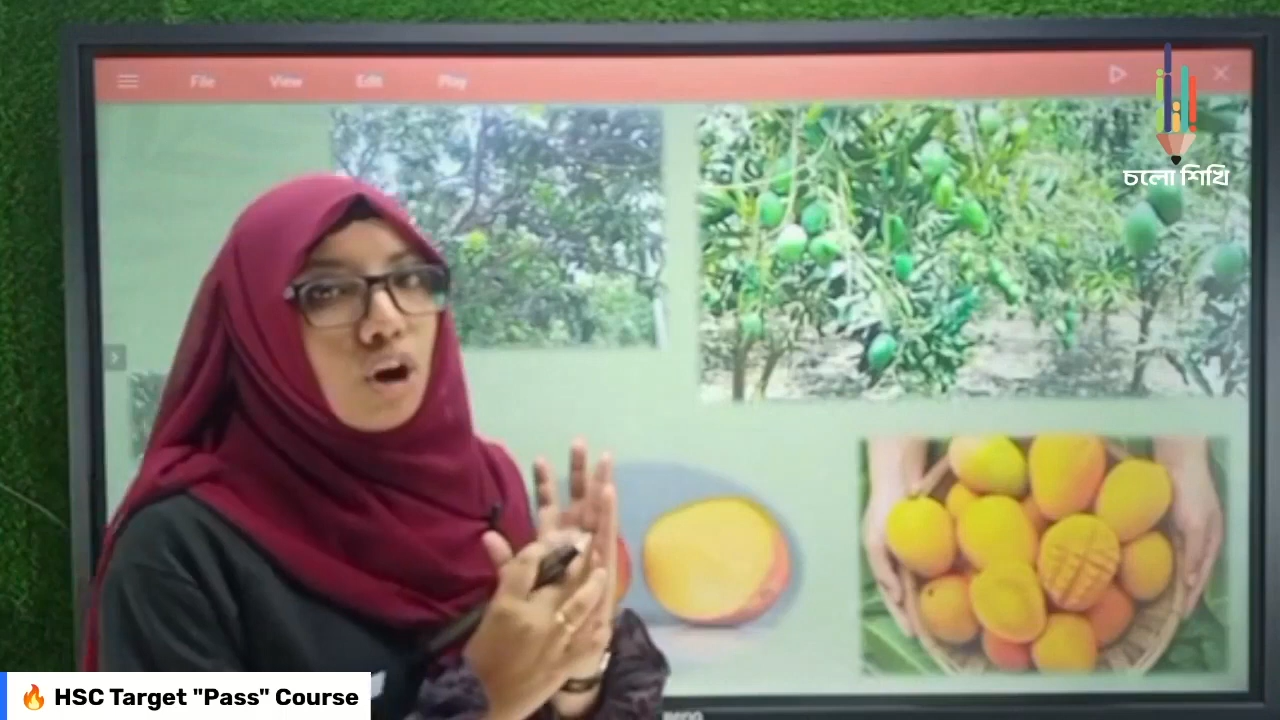 File View Edit Play
চলো শিখি
🔥 HSC Target "Pass" Course